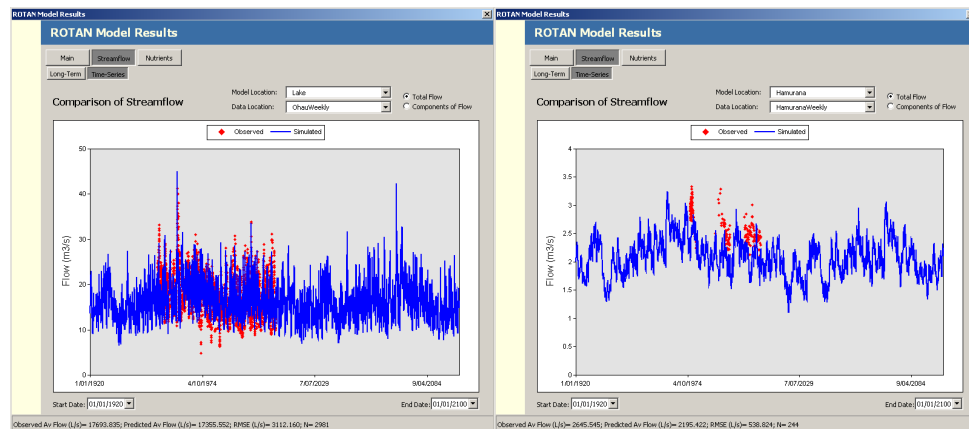 ROTAN Model Results
ROTAN Model Results
Main
Streamflow
Nutrients
Long-Term
Time-Series
Model Location:
Lake
Total Flow
Comparison of Streamflow
Data Location:
OhauWeekly
Components of Flow
Observed
Simulated
50
40
30
20
10
0
Flow (m3/s)
1/01/1920
4/10/1974
7/07/2029
9/04/2084
Start Date:
01/01/1920
End Date:
01/01/2100
Observed Av Flow (L/s)= 17693.835; Predicted Av Flow (L/s)= 17355.552; RMSE (L/s)= 3112.160; N= 2981
ROTAN Model Results
ROTAN Model Results
Main
Streamflow
Nutrients
Long-Term
Time-Series
Model Location:
Hamurana
Total Flow
Comparison of Streamflow
Data Location:
HamuranaWeekly
Components of Flow
Observed
Simulated
4
3.5
3
2.5
2
1.5
1
0.5
0
Flow (m3/s)
1/01/1920
4/10/1974
7/07/2029
9/04/2084
Start Date:
01/01/1920
End Date:
01/01/2100
Observed Av Flow (L/s)= 2645.545; Predicted Av Flow (L/s)= 2195.422; RMSE (L/s)= 538.824; N= 244